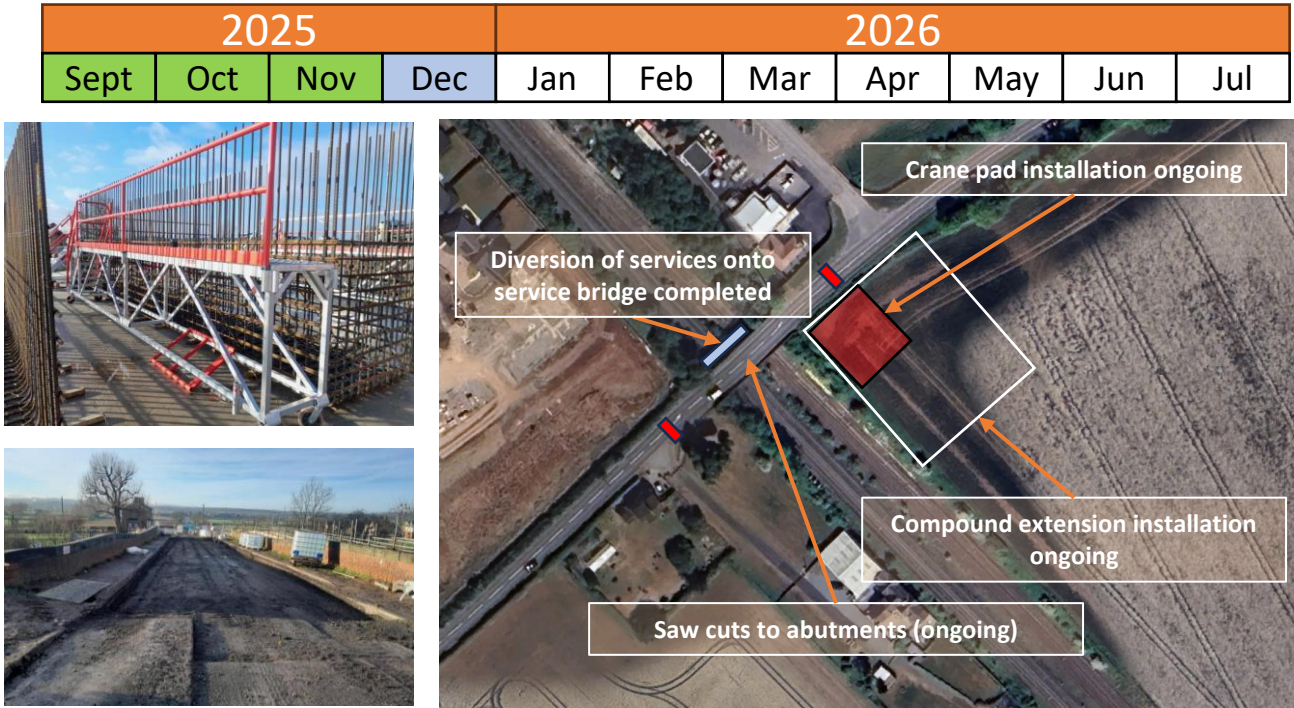 2025 2026
Sept Oct Nov Dec Jan Feb Mar Apr May Jun Jul
Crane pad installation ongoing
Diversion of services onto
service bridge completed
Compound extension installation
ongoing
Saw cuts to abutments (ongoing)